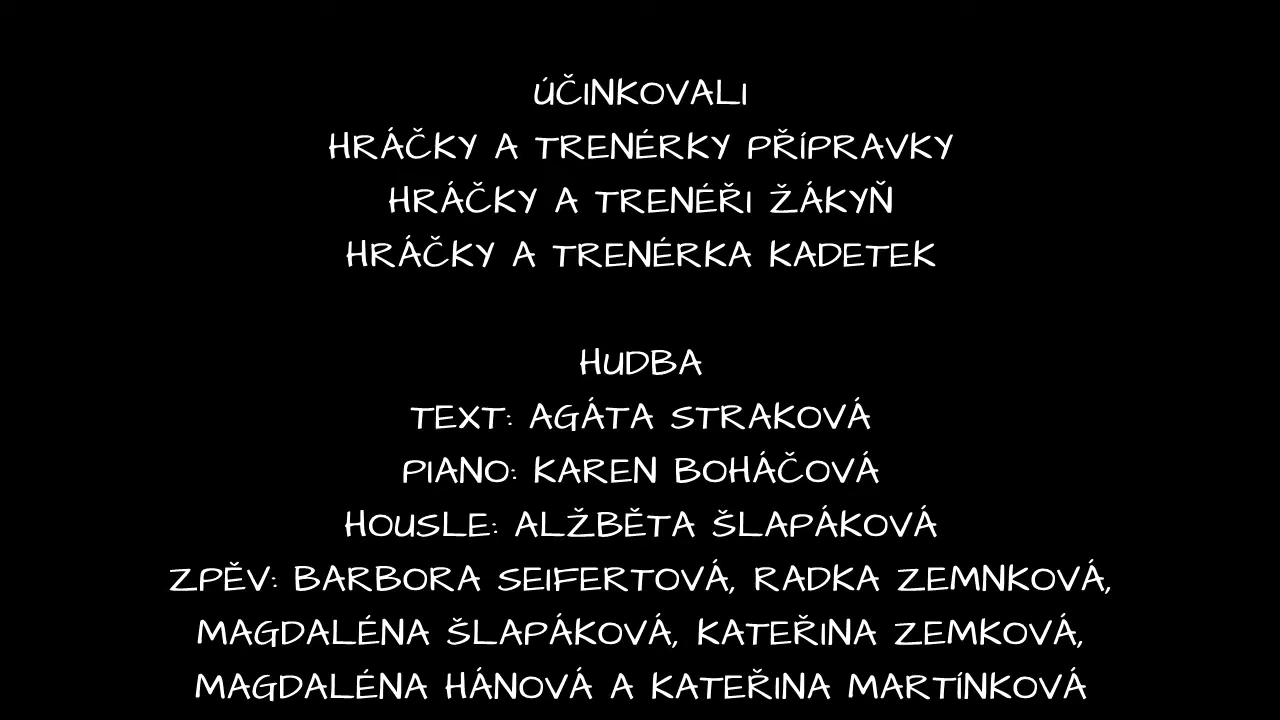 ÚČINKOVALI
HRÁČKY A TRENÉRKY PŘÍPRAVKY
HRÁČKY A TRENÉŘI ŽÁKYŇ
HRÁČKY A TRENÉRKA KADETEK
HUDBA
TEXT: AGÁTA STRAKOVÁ
PIANO: KAREN BOHÁČOVÁ
HOUSLE: ALŽBĚTA ŠLAPÁKOVÁ
ZPĚV: BARBORA SEIFERTOVÁ, RADKA ZEMNKOVÁ,
MAGDALÉNA ŠLAPÁKOVÁ, KATEŘINA ZEMKOVÁ,
MAGDALÉNA HÁNOVÁ A KATEŘINA MARTÍNKOVÁ